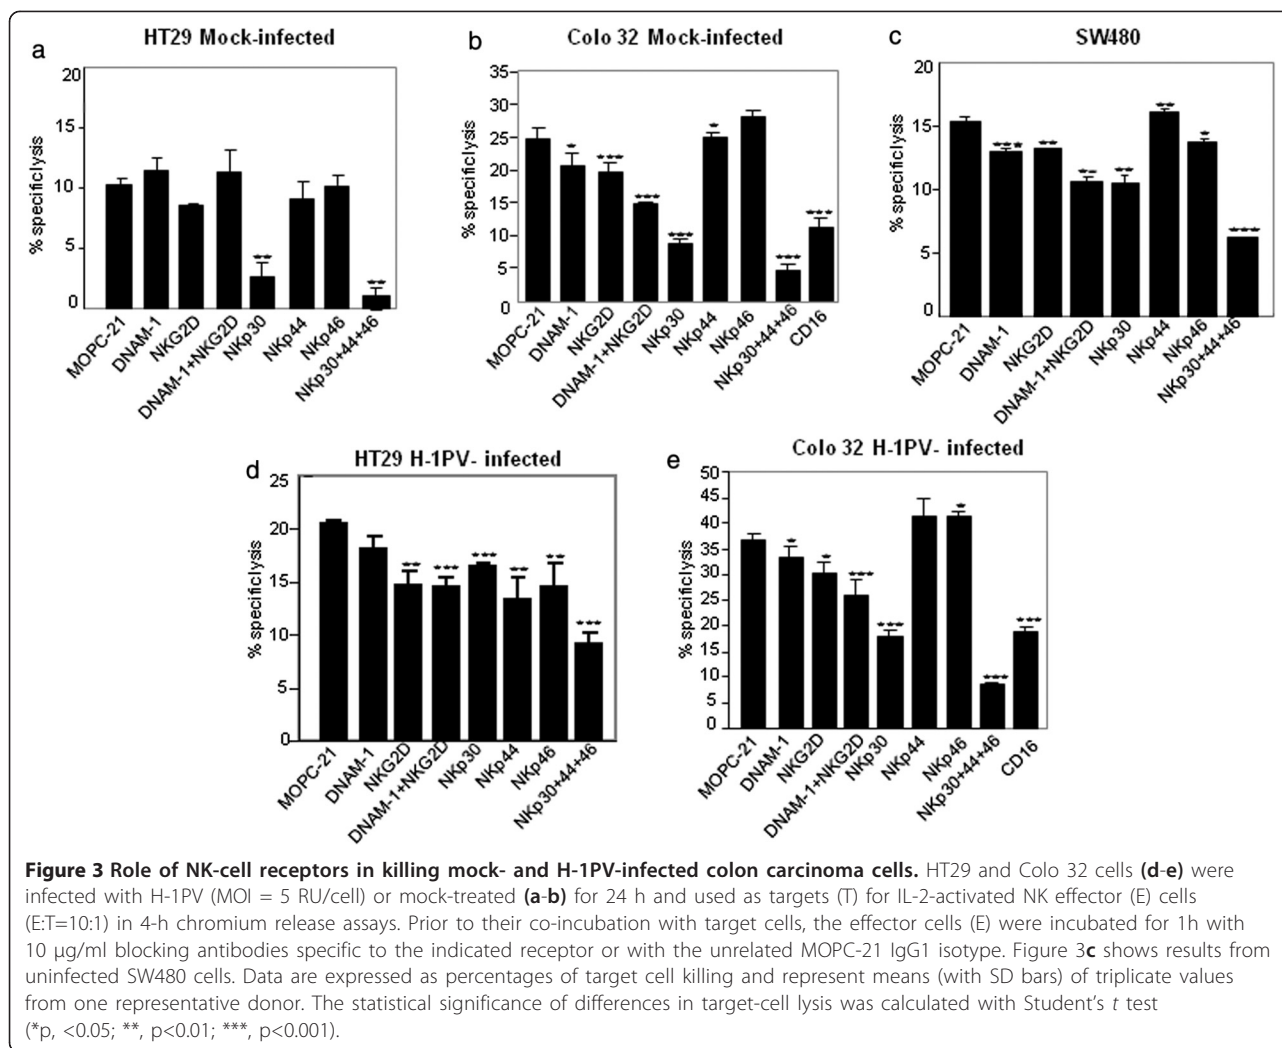 a
HT29 Mock-infected
20
15
10
5
0
% specificlysis
**
**
MOPC-21
DNAM-1
NKG2D
DNAM-1+NKG2D
NKp30
NKp44
NKp46
NKp30+44+46
b
Colo 32 Mock-infected
35
30
25
20
15
10
5
0
% specificlysis
*
***
***
***
*
***
***
MOPC-21
DNAM-1
NKG2D
DNAM-1+NKG2D
NKp30
NKp44
NKp46
NKp30+44+46
CD16
c
SW480
20
15
10
5
0
% specificlysis
***
**
**
**
**
*
***
MOPC-21
DNAM-1
NKG2D
DNAM-1+NKG2D
NKp30
NKp44
NKp46
NKp30+44+46
d
HT29 H-1PV- infected
25
20
15
10
5
0
% specificlysis
**
***
***
**
**
***
MOPC-21
DNAM-1
NKG2D
DNAM-1+NKG2D
NKp30
NKp44
NKp46
NKp30+44+46
e
Colo 32 H-1PV- infected
50
45
40
35
30
25
20
15
10
5
0
% specificlysis
*
*
***
***
*
***
***
MOPC-21
DNAM-1
NKG2D
DNAM-1+NKG2D
NKp30
NKp44
NKp46
NKp30+44+46
CD16
Figure 3 Role of NK-cell receptors in killing mock- and H-1PV-infected colon carcinoma cells. HT29 and Colo 32 cells (d-e) were
infected with H-1PV (MOI = 5 RU/cell) or mock-treated (a-b) for 24 h and used as targets (T) for IL-2-activated NK effector (E) cells
(E:T=10:1) in 4-h chromium release assays. Prior to their co-incubation with target cells, the effector cells (E) were incubated for 1h with
10 μg/ml blocking antibodies specific to the indicated receptor or with the unrelated MOPC-21 IgG1 isotype. Figure 3c shows results from
uninfected SW480 cells. Data are expressed as percentages of target cell killing and represent means (with SD bars) of triplicate values
from one representative donor. The statistical significance of differences in target-cell lysis was calculated with Student's t test
(*p, <0.05; **, p<0.01; ***, p<0.001).